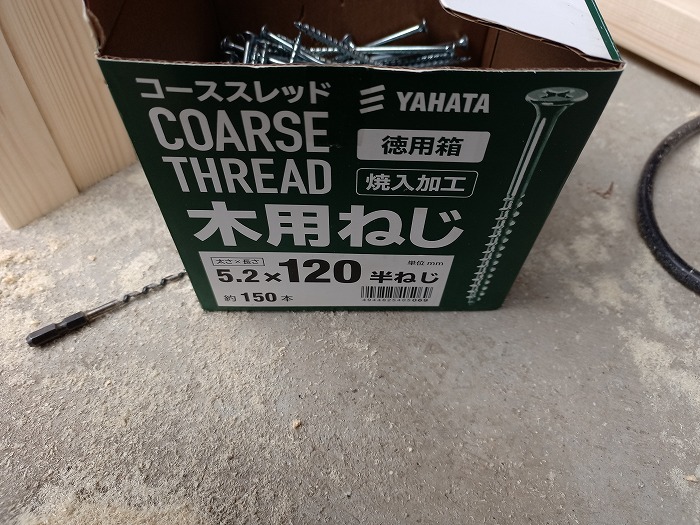 コーススレッド
YAHATA
COARSE
THREAD
徳用箱
焼入加工
木用ねじ
太さ×長さ
単位 mm
5.2×120 半ねじ
約150本